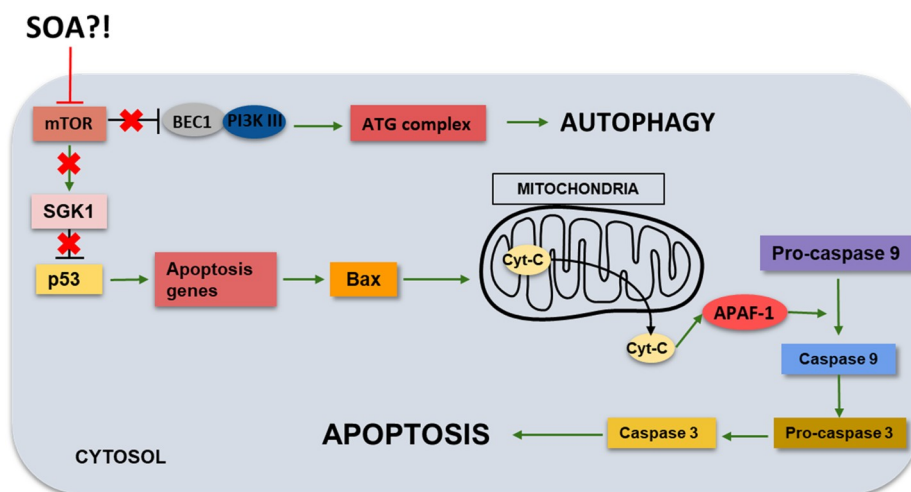 SOA?!
mTOR
BEC1
PI3K III
ATG complex
AUTOPHAGY
MITOCHONDRIA
SGK1
Cyt-C
Pro-caspase 9
p53
Apoptosis
genes
Bax
APAF-1
Cyt-C
Caspase 9
APOPTOSIS
Caspase 3
Pro-caspase 3
CYTOSOL